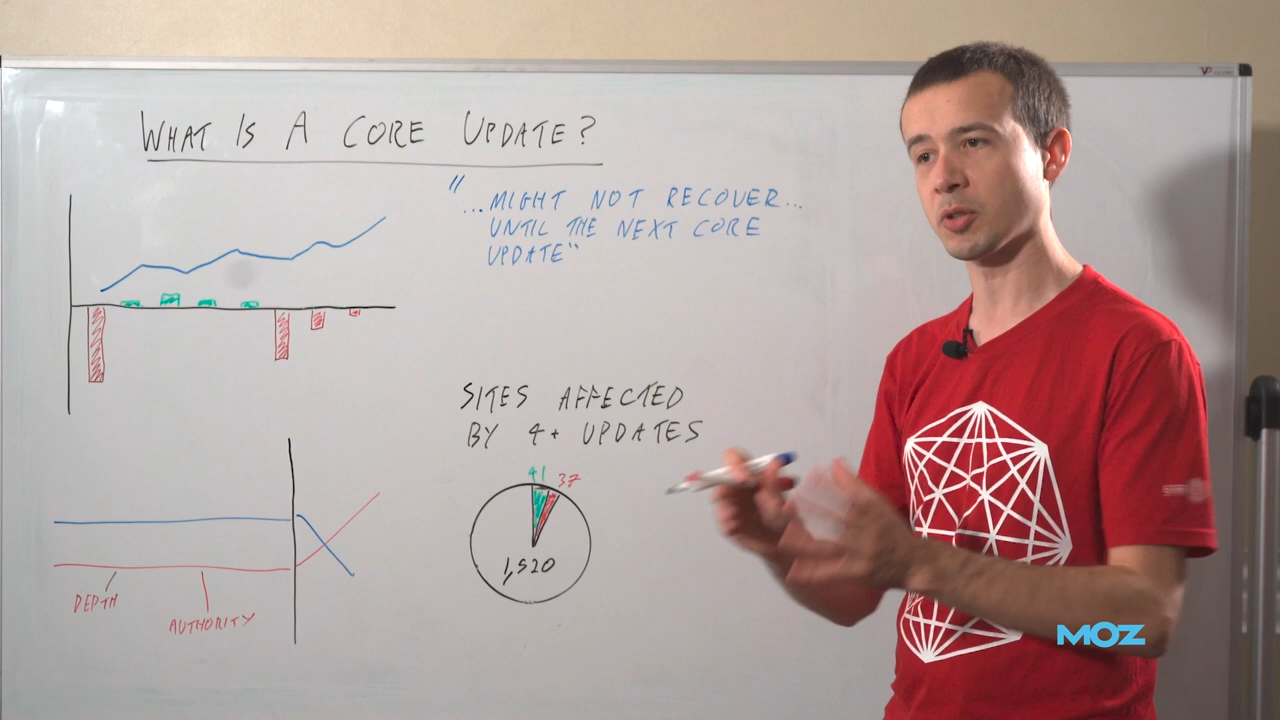 WHAT IS A CORE UPDATE?
"...MIGHT NOT RECOVER...
UNTIL THE NEXT CORE
UPDATE"
SITES AFFECTED
BY 4+ UPDATES
41
37
1,520
DEPTH
AUTHORITY
MOZ